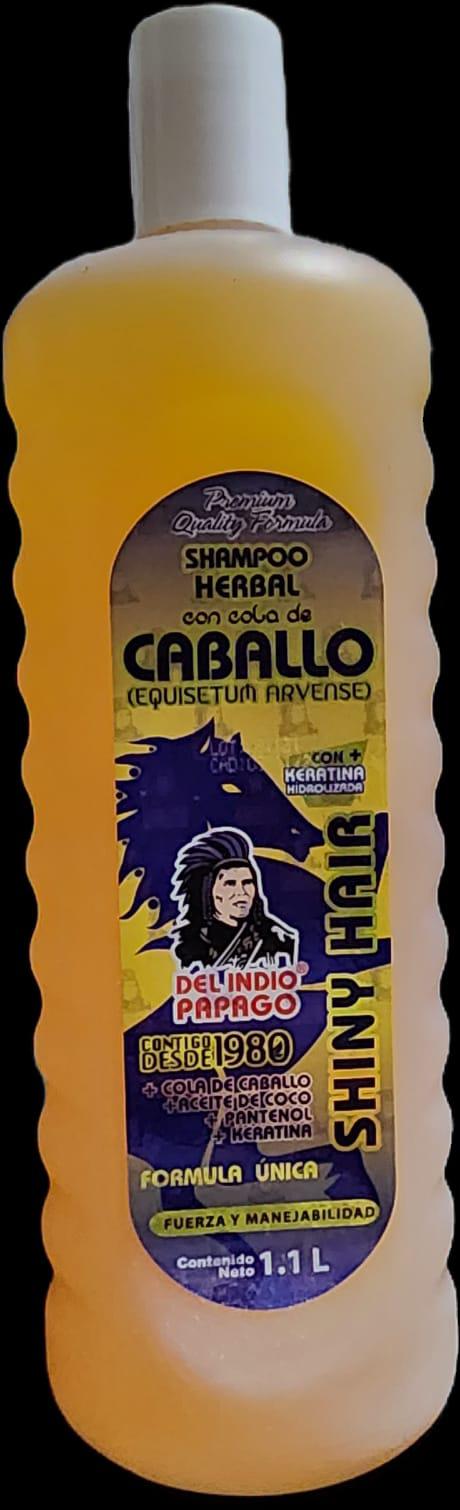 Premium
Quality Formula
SHAMPOO
HERBAL
con cola de
CABALLO
(EQUISETUM ARVENSE)
CON +
KERATINA
HIDROLIZADA
SHINY HAIR
DEL INDIO®
PAPAGO
CONTIGO
DESDE 1980
+ COLA DE CABALLO
+ ACEITE DE COCO
+ PANTENOL
+ KERATINA
FORMULA ÚNICA
FUERZA Y MANEJABILIDAD
Contenido
Neto 1.1 L